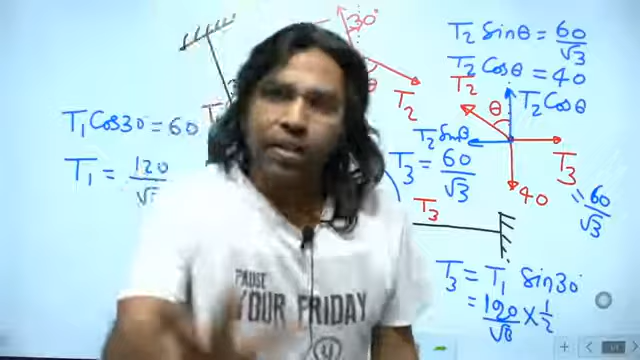 30°
T₂ Sinθ = 60/√3
T₂ Cosθ = 40
T₂
θ
T₂ Cosθ
T₂ Sinθ
T₃
= 60/√3
40
T₂
θ
T₁ Cos30 = 60
T₁ = 120/√
T₃ = 60/√3
T₃
T₃ = T₁ Sin30°
= 120/√3 × 1/2
PAUSE
YOUR FRIDAY